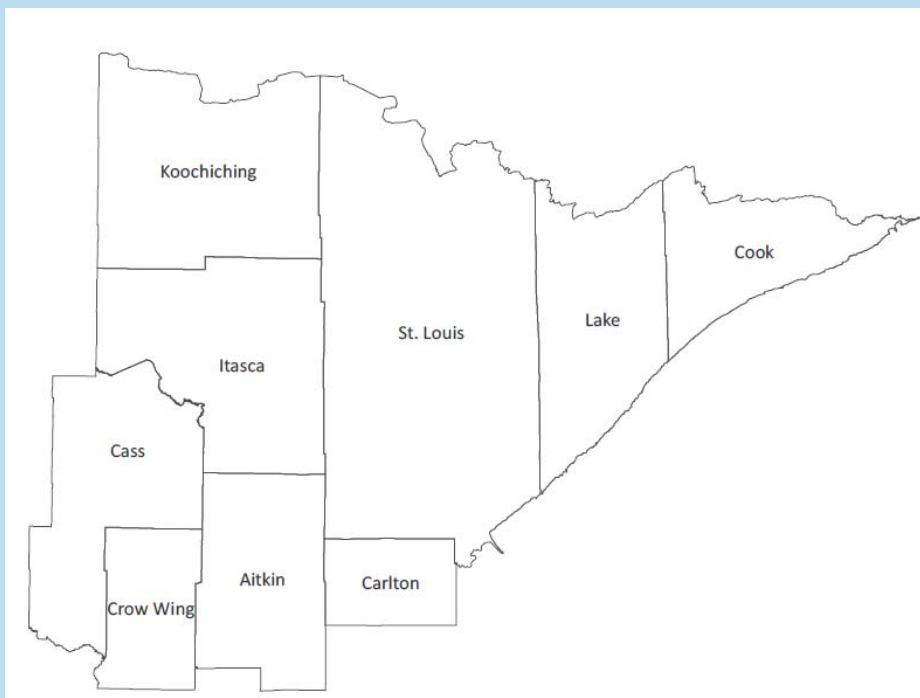 Koochiching
Cook
Lake
St. Louis
Itasca
Cass
Aitkin
Carlton
Crow Wing